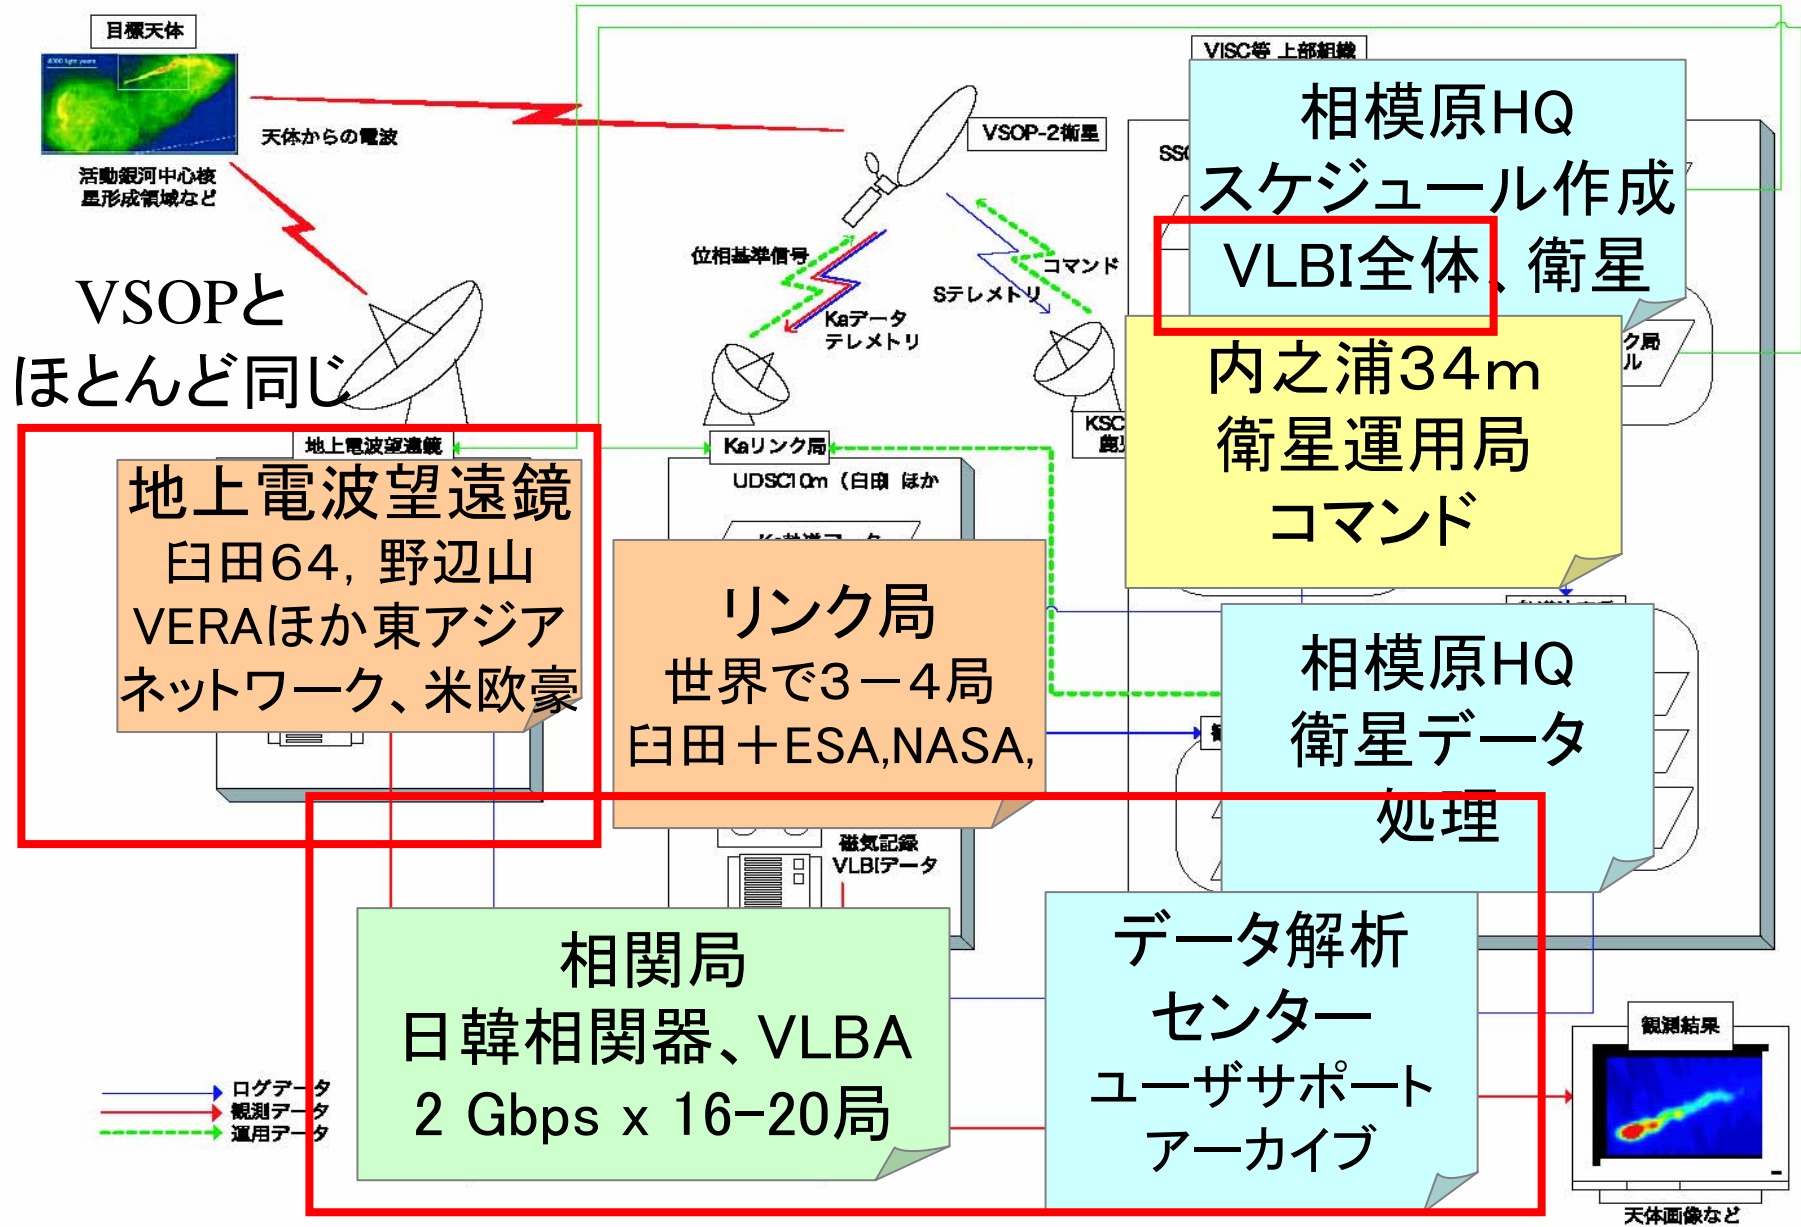 目標天体
4000 light years
天体からの電波
活動銀河中心核
星形成領域など
VSOP-2衛星
VISC等 上部組織
相模原HQ
スケジュール作成
VLBI全体、衛星
位相基準信号
コマンド
Sテレメトリ
Kaデータ
テレメトリ
VSOPと
ほとんど同じ
内之浦34m
衛星運用局
コマンド
ク局
ル
KSC
地上電波望遠鏡
Kaリンク局
UDSC10m (臼田) ほか
地上電波望遠鏡
臼田64, 野辺山
VERAほか東アジア
ネットワーク、米欧豪
リンク局
世界で3-4局
臼田+ESA,NASA,
相模原HQ
衛星データ
処理
磁気記録
VLBIデータ
相関局
日韓相関器、VLBA
2 Gbps x 16-20局
データ解析
センター
ユーザサポート
アーカイブ
観測結果
天体画像など
ログデータ
観測データ
運用データ